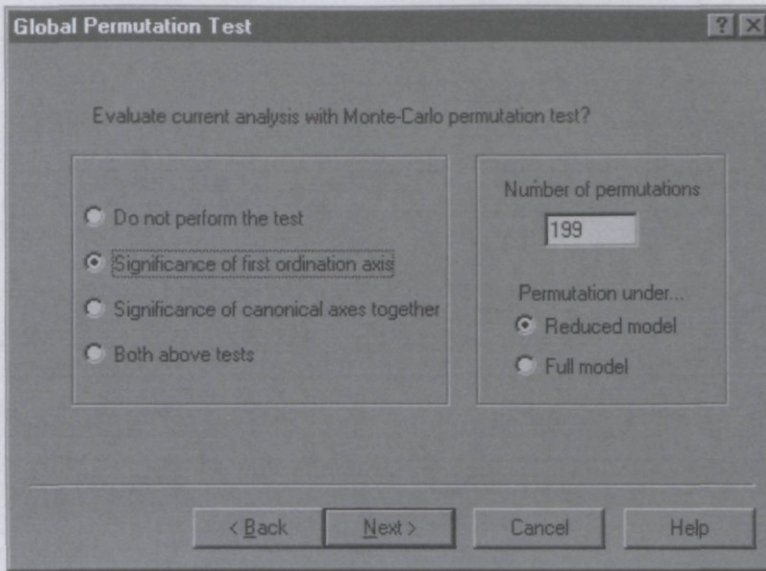 Global Permutation Test
? X
Evaluate current analysis with Monte-Carlo permutation test?
Do not perform the test
Significance of first ordination axis
Significance of canonical axes together
Both above tests
Number of permutations
199
Permutation under...
Reduced model
Full model
< Back
Next >
Cancel
Help